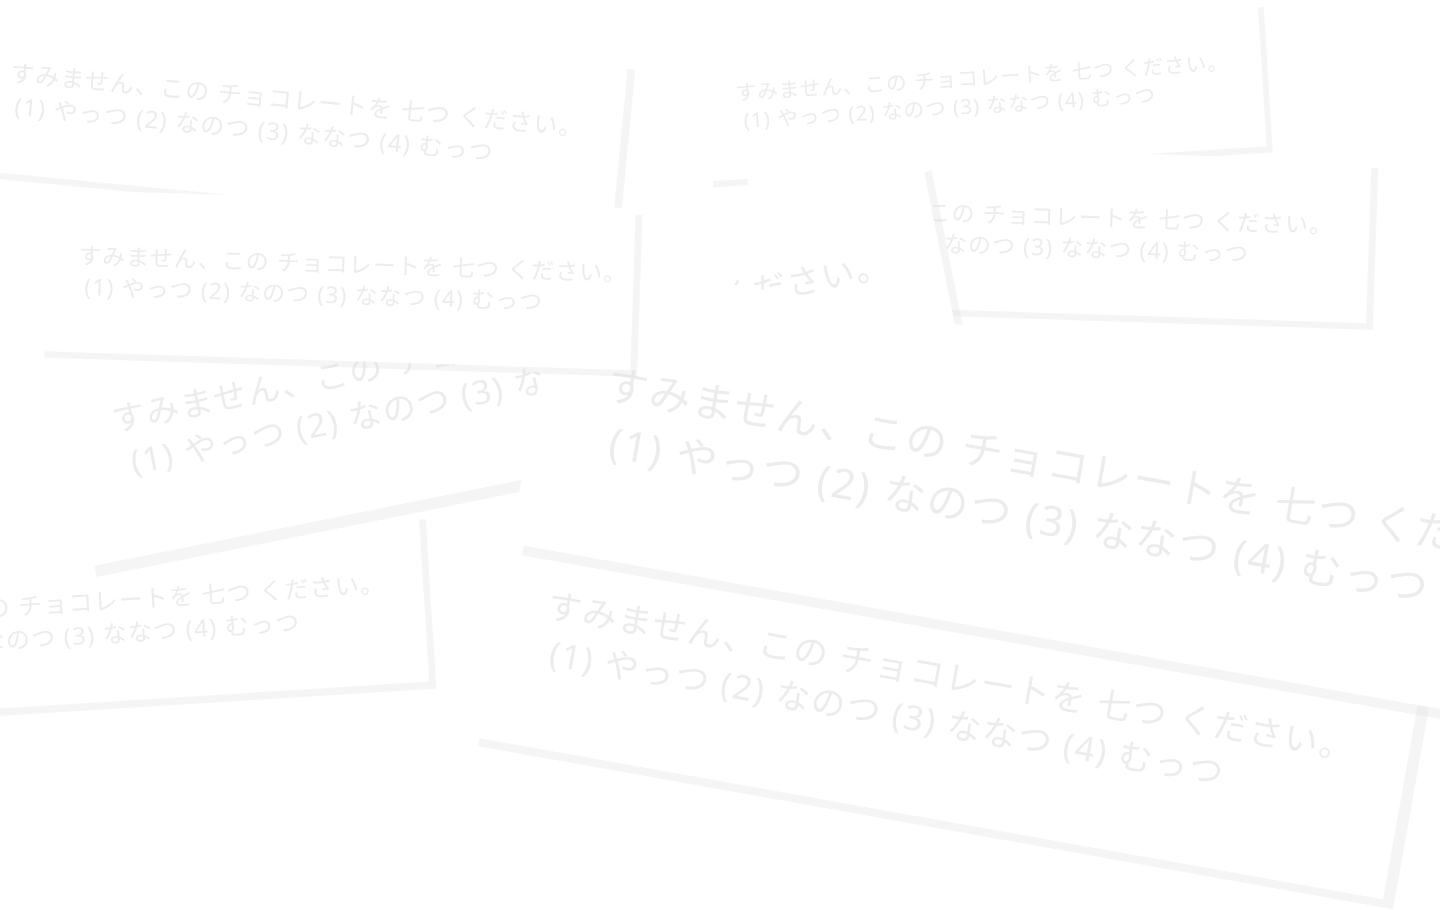 すみません、この チョコレートを 七つ ください。
(1) やっつ (2) なのつ (3) ななつ (4) むっつ
すみません、この チョコレートを 七つ ください。
(1) やっつ (2) なのつ (3) ななつ (4) むっつ
この チョコレートを 七つ ください。
なのつ (3) ななつ (4) むっつ
すみません、この チョコレートを 七つ ください。
(1) やっつ (2) なのつ (3) ななつ (4) むっつ
ださい。
すみません、この
(1) やっつ (2) なのつ (3) な
すみません、この チョコレートを 七つ くだ
(1) やっつ (2) なのつ (3) ななつ (4) むっつ
の チョコレートを 七つ ください。
なのつ (3) ななつ (4) むっつ
すみません、この チョコレートを 七つ ください。
(1) やっつ (2) なのつ (3) ななつ (4) むっつ